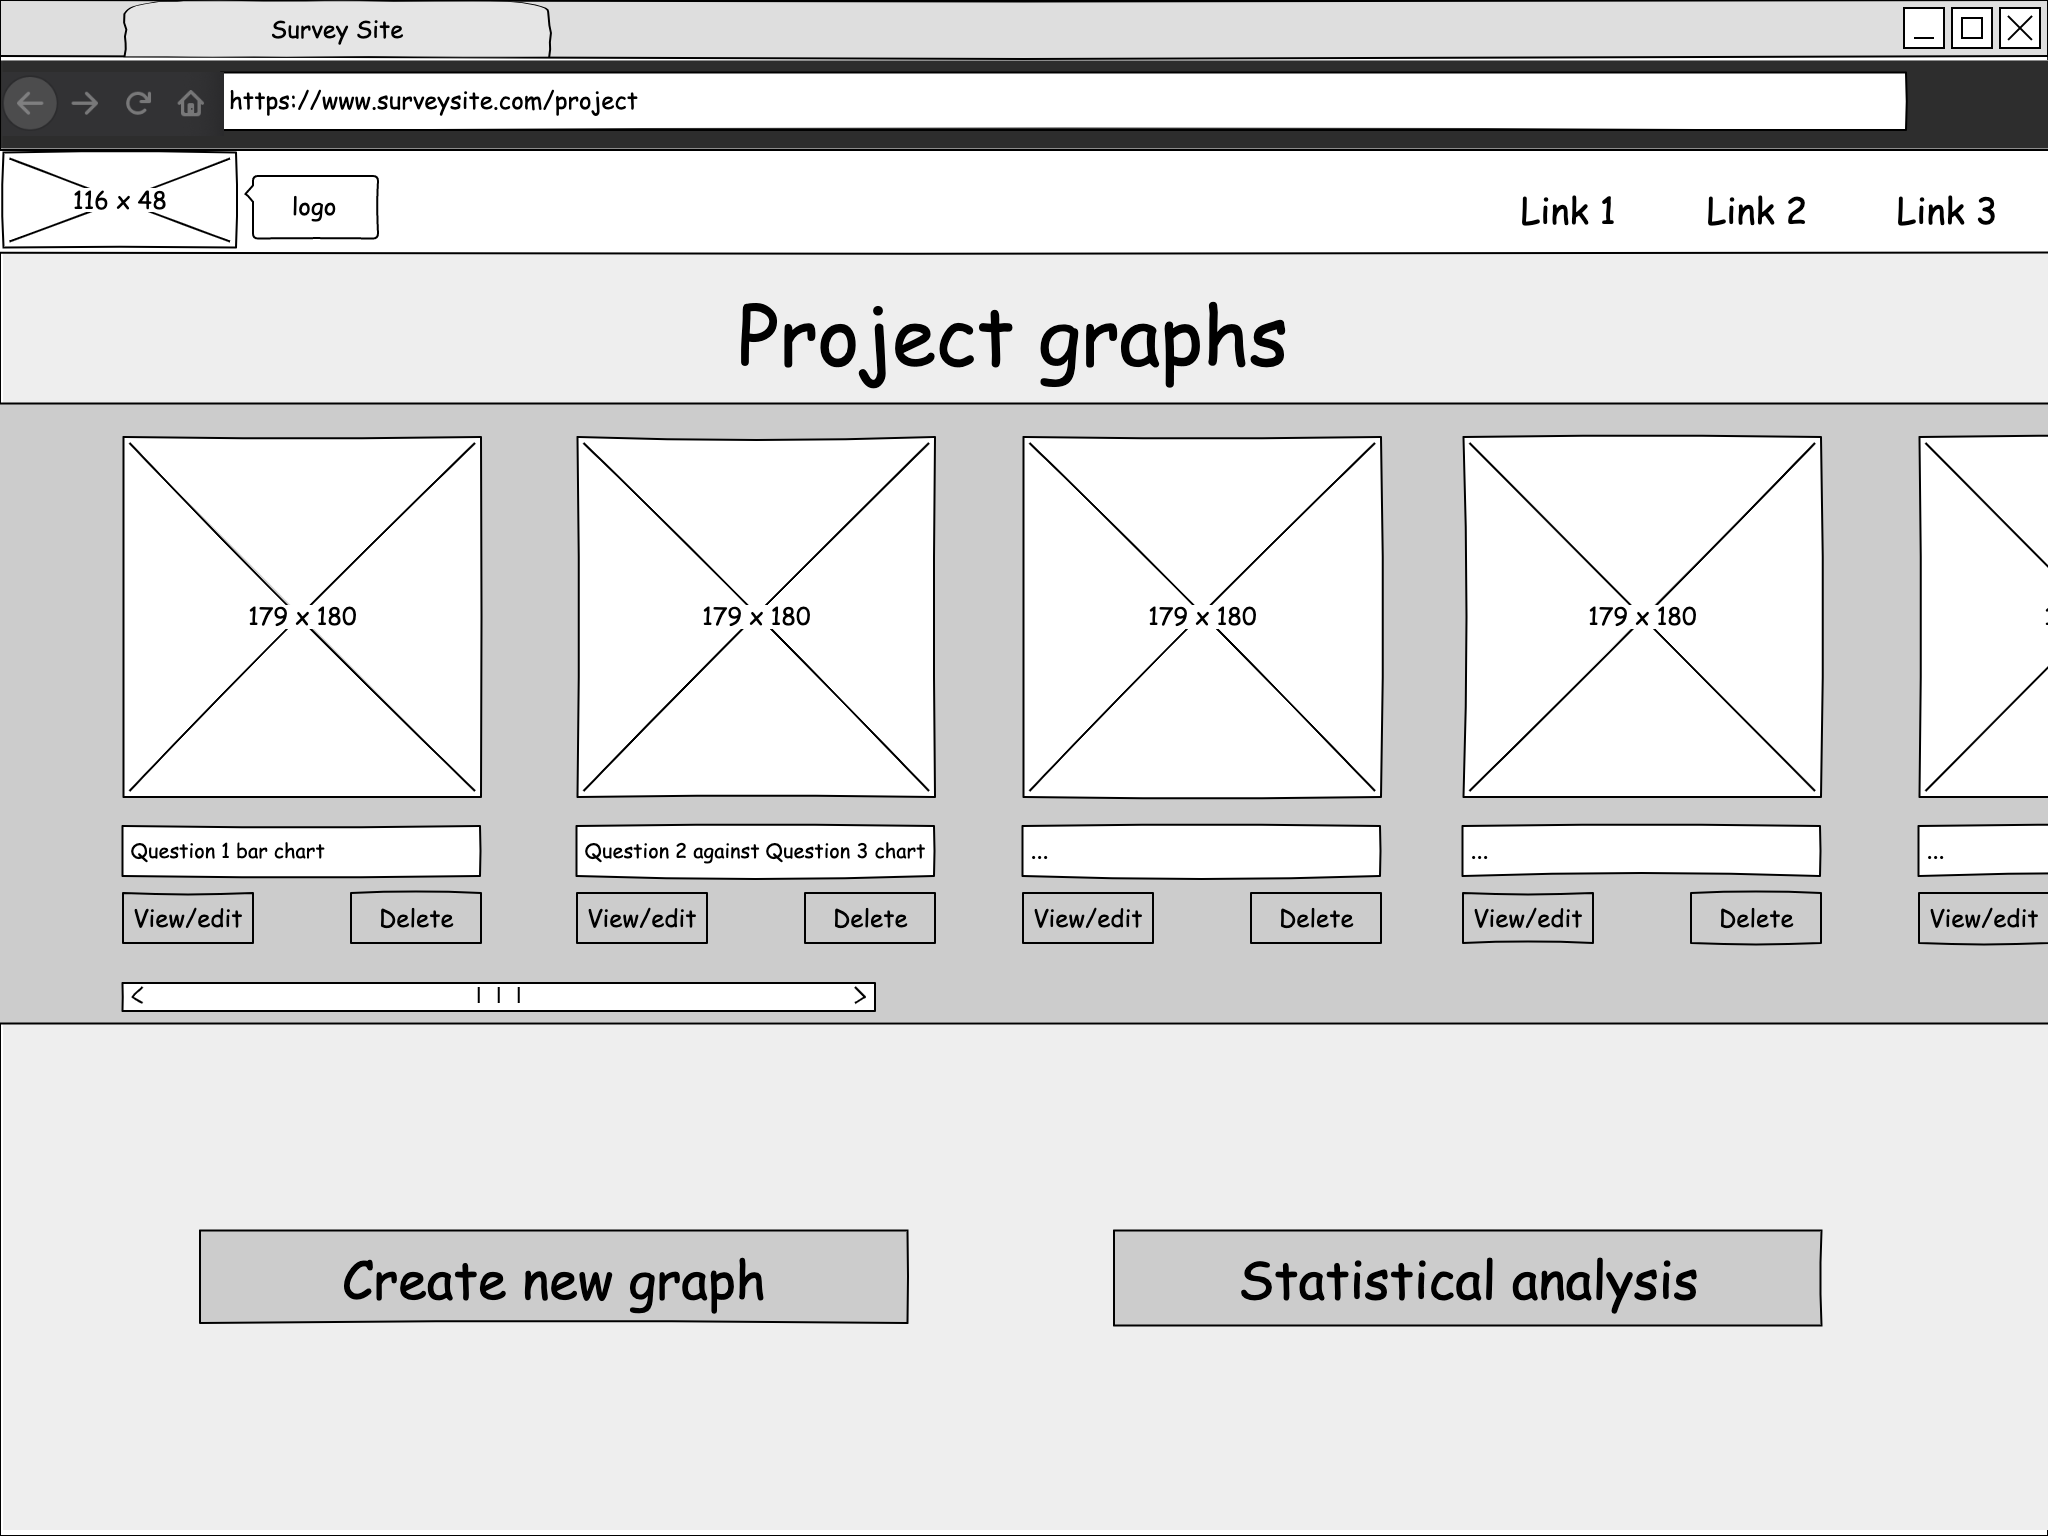 Survey Site
https://www.surveysite.com/project
116 x 48
logo
Link 1 Link 2 Link 3
Project graphs
179 x 180 179 x 180 179 x 180 179 x 180
Question 1 bar chart Question 2 against Question 3 chart ... ... ...
View/edit Delete View/edit Delete View/edit Delete View/edit Delete View/edit
Create new graph Statistical analysis